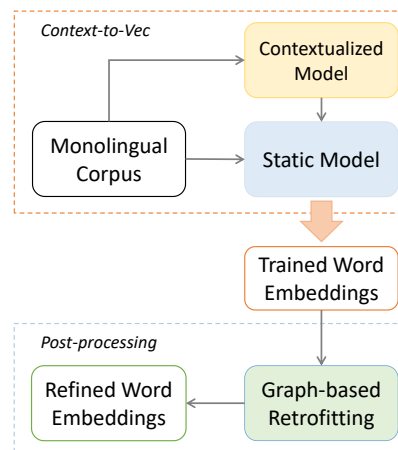 Context-to-Vec
Contextualized
Model
Monolingual
Corpus
Static Model
Trained Word
Embeddings
Post-processing
Refined Word
Embeddings
Graph-based
Retrofitting